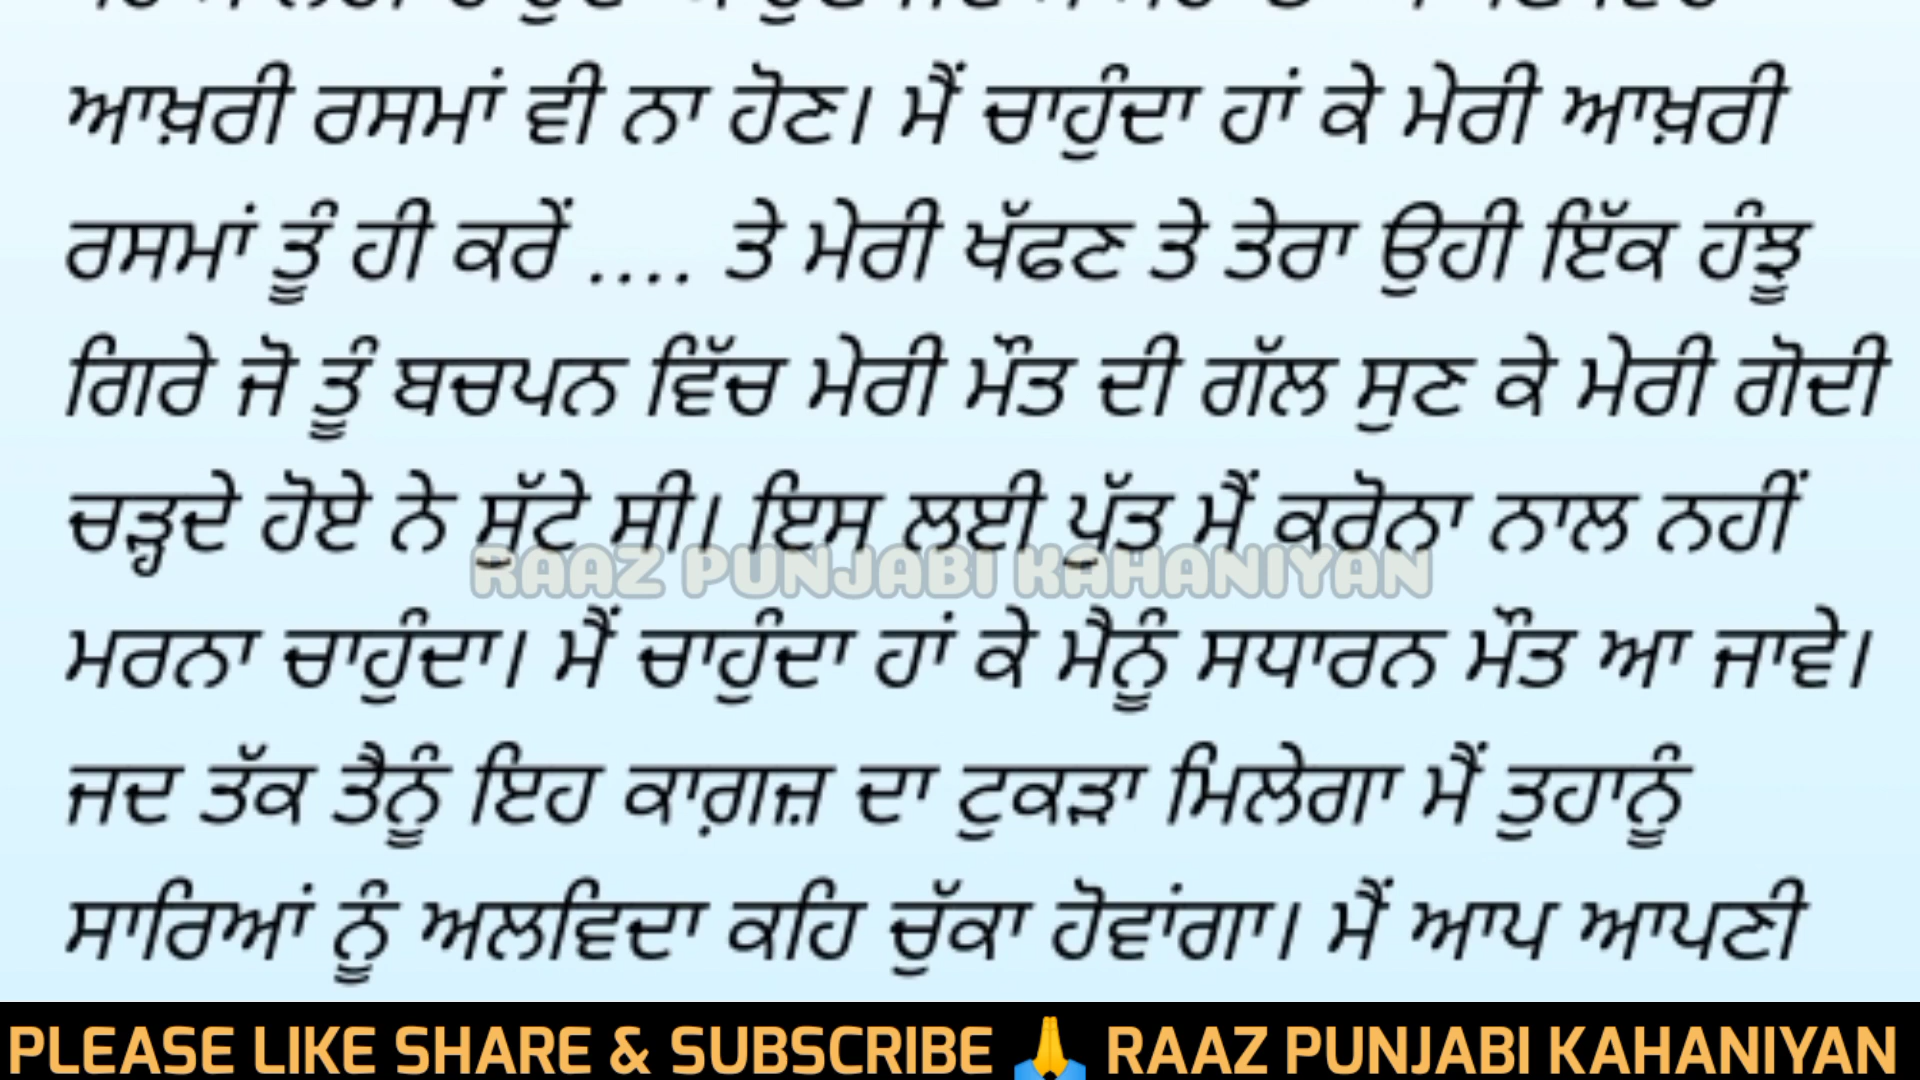 ਆਖ਼ਰੀ ਰਸਮਾਂ ਵੀ ਨਾ ਹੋਣ। ਮੈਂ ਚਾਹੁੰਦਾ ਹਾਂ ਕੇ ਮੇਰੀ ਆਖ਼ਰੀ
ਰਸਮਾਂ ਤੂੰ ਹੀ ਕਰੇਂ .... ਤੇ ਮੇਰੀ ਖੱਫਣ ਤੇ ਤੇਰਾ ਉਹੀ ਇੱਕ ਹੰਝੂ
ਗਿਰੇ ਜੋ ਤੂੰ ਬਚਪਨ ਵਿੱਚ ਮੇਰੀ ਮੌਤ ਦੀ ਗੱਲ ਸੁਣ ਕੇ ਮੇਰੀ ਗੋਦੀ
ਚੜ੍ਹਦੇ ਹੋਏ ਨੇ ਸੁੱਟੇ ਸੀ। ਇਸ ਲਈ ਪੁੱਤ ਮੈਂ ਕਰੋਨਾ ਨਾਲ ਨਹੀਂ
RAAZ PUNJABI KAHANIYAN
ਮਰਨਾ ਚਾਹੁੰਦਾ। ਮੈਂ ਚਾਹੁੰਦਾ ਹਾਂ ਕੇ ਮੈਨੂੰ ਸਧਾਰਨ ਮੌਤ ਆ ਜਾਵੇ।
ਜਦ ਤੱਕ ਤੈਨੂੰ ਇਹ ਕਾਗ਼ਜ਼ ਦਾ ਟੁਕੜਾ ਮਿਲੇਗਾ ਮੈਂ ਤੁਹਾਨੂੰ
ਸਾਰਿਆਂ ਨੂੰ ਅਲਵਿਦਾ ਕਹਿ ਚੁੱਕਾ ਹੋਵਾਂਗਾ। ਮੈਂ ਆਪ ਆਪਣੀ
PLEASE LIKE SHARE & SUBSCRIBE 🙏 RAAZ PUNJABI KAHANIYAN